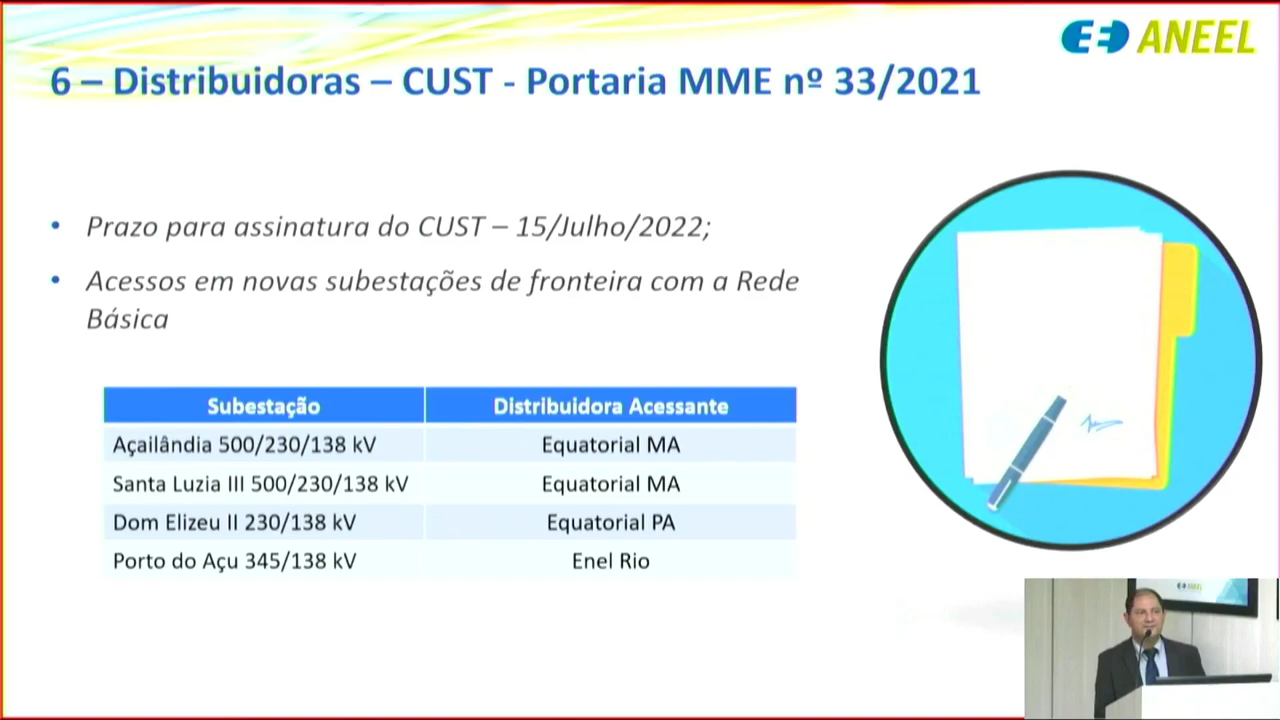 ANEEL
6 – Distribuidoras – CUST - Portaria MME nº 33/2021
• Prazo para assinatura do CUST – 15/Julho/2022;
• Acessos em novas subestações de fronteira com a Rede
Básica
Subestação Distribuidora Acessante
Açailândia 500/230/138 kV Equatorial MA
Santa Luzia III 500/230/138 kV Equatorial MA
Dom Elizeu II 230/138 kV Equatorial PA
Porto do Açu 345/138 kV Enel Rio
ANEEL